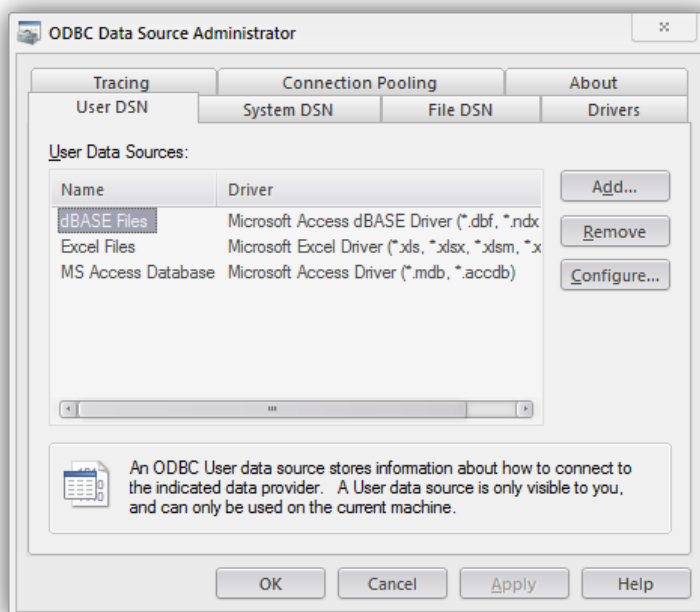 ODBC Data Source Administrator
Tracing Connection Pooling About
User DSN System DSN File DSN Drivers
User Data Sources:
Name Driver
dBASE Files Microsoft Access dBASE Driver (*.dbf, *.ndx
Excel Files Microsoft Excel Driver (*.xls, *.xlsx, *.xlsm, *.x
MS Access Database Microsoft Access Driver (*.mdb, *.accdb)
Add...
Remove
Configure...
An ODBC User data source stores information about how to connect to
the indicated data provider. A User data source is only visible to you,
and can only be used on the current machine.
OK Cancel Apply Help